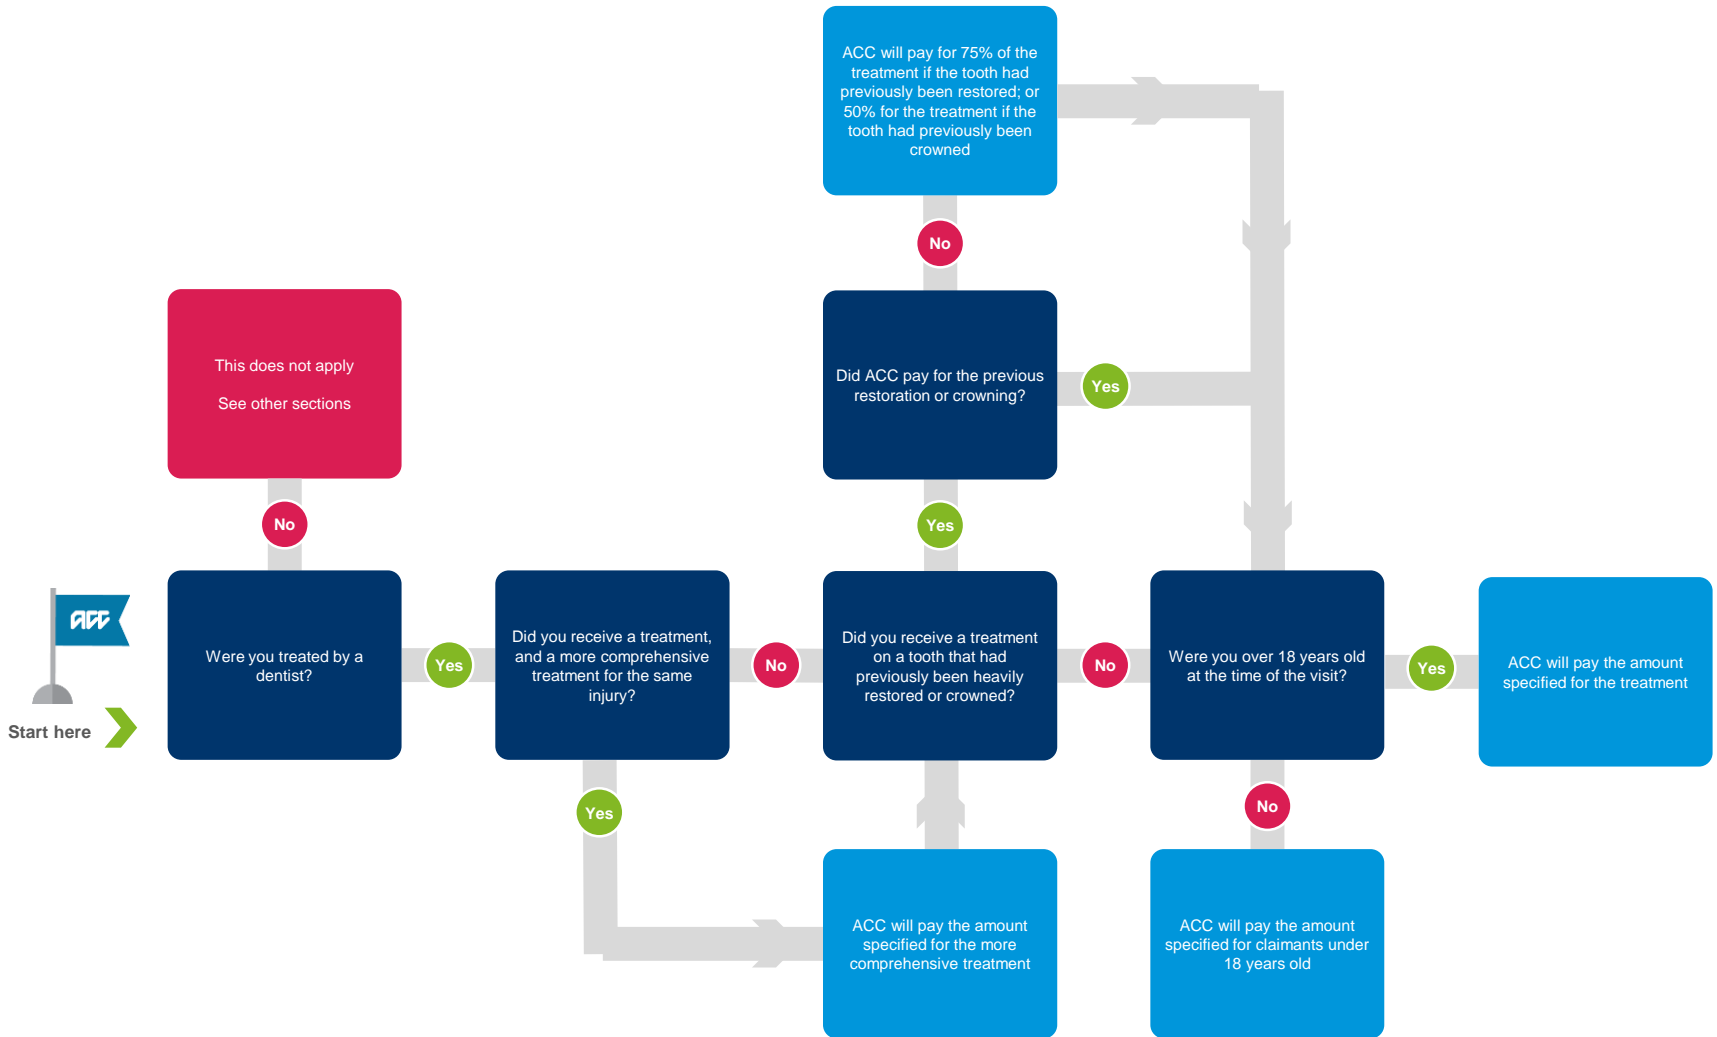 ACC will pay for 75% of the
treatment if the tooth had
previously been restored; or
50% for the treatment if the
tooth had previously been
crowned
No
This does not apply
See other sections
Did ACC pay for the previous
restoration or crowning?
Yes
No
Yes
ACC
Start here
Were you treated by a
dentist?
Yes
Did you receive a treatment,
and a more comprehensive
treatment for the same
injury?
No
Did you receive a treatment
on a tooth that had
previously been heavily
restored or crowned?
No
Were you over 18 years old
at the time of the visit?
Yes
ACC will pay the amount
specified for the treatment
Yes
No
ACC will pay the amount
specified for the more
comprehensive treatment
ACC will pay the amount
specified for claimants under
18 years old